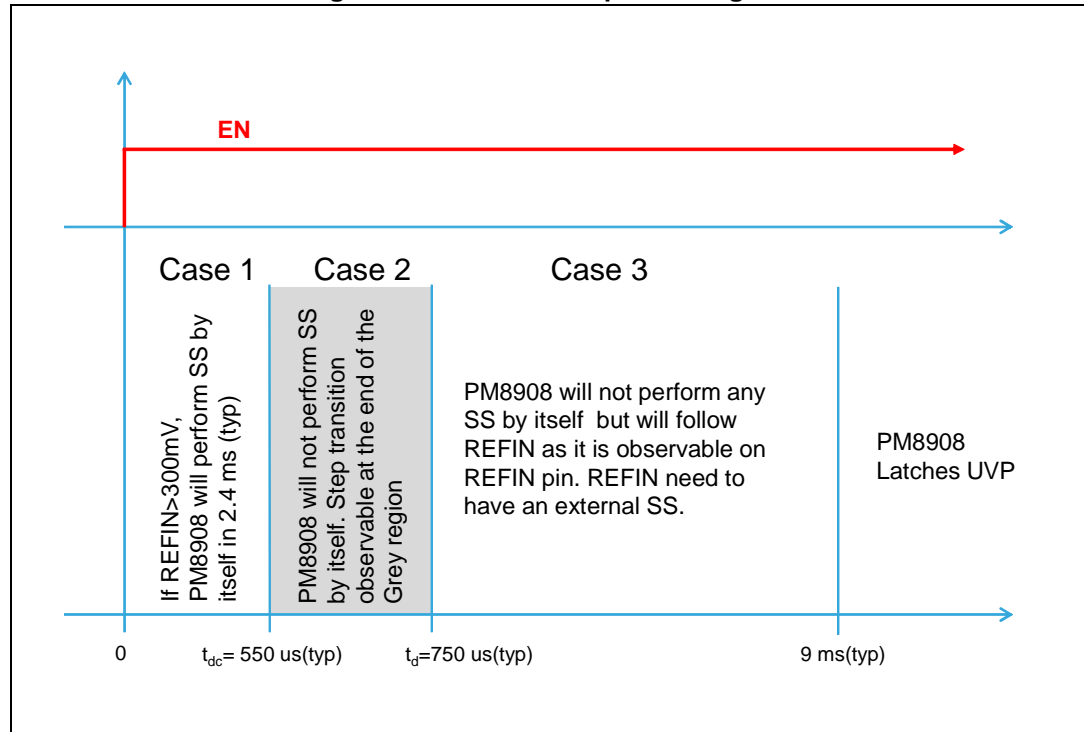 EN
Case 1
Case 2
Case 3
If REFIN>300mV,
PM8908 will perform SS by
itself in 2.4 ms (typ)
PM8908 will not perform SS
by itself. Step transition
observable at the end of the
Grey region
PM8908 will not perform any
SS by itself but will follow
REFIN as it is observable on
REFIN pin. REFIN need to
have an external SS.
PM8908
Latches UVP
0
tdc= 550 us(typ)
td=750 us(typ)
9 ms(typ)